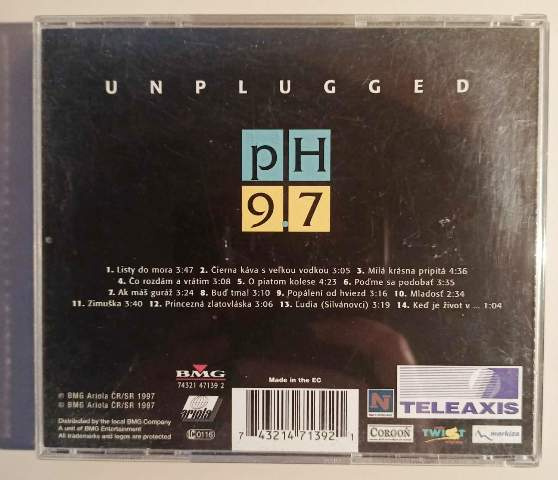 UNPLUGGED
pH
9.7
1. Listy do mora 3:47 2. Čierna káva s veľkou vodkou 3:05 3. Milá krásna pripitá 4:36
4. Čo rozdám a vrátim 3:08 5. O piatom kolese 4:23 6. Poďme sa podobať 3:35
7. Ak máš guráž 3:24 8. Buď tma! 3:10 9. Popálení od hviezd 3:16 10. Mladosť 2:34
11. Zimuška 3:40 12. Princezná zlatovláska 3:06 13. Ľudia (Silvánovci) 3:19 14. Keď je život v ... 1:04
BMG
74321 47139 2
Made in the EC
℗ BMG Ariola ČR/SR 1997
© BMG Ariola ČR/SR 1997
ariola
Distributed by the local BMG Company
A unit of BMG Entertainment
All trademarks and logos are protected
LC 0116
7 43214 71392 1
N
TELEAXIS
CORGOŇ
TWIST
markiza